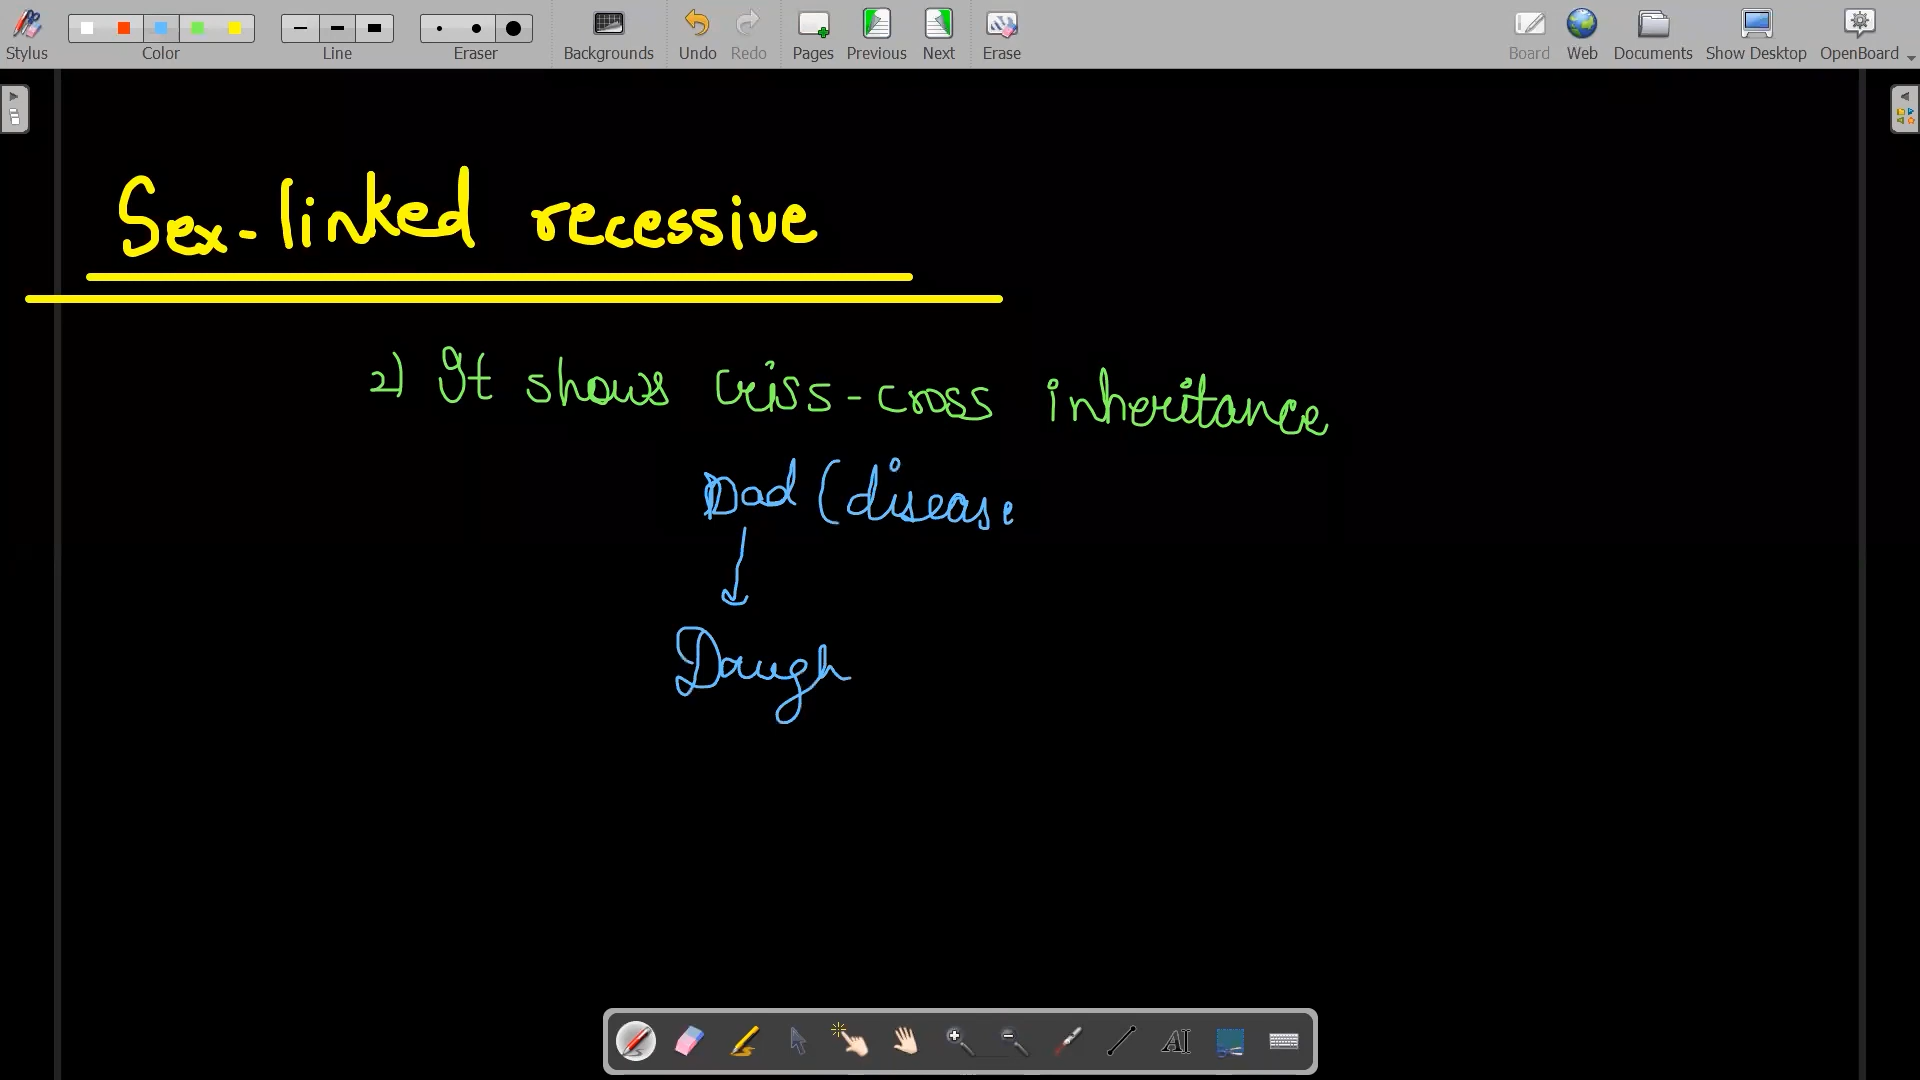 Stylus Color Line Eraser Backgrounds Undo Redo Pages Previous Next Erase Board Web Documents Show Desktop OpenBoard
Sex-linked recessive
2) It shows criss-cross inheritance
Dad (disease
Daugh
AI